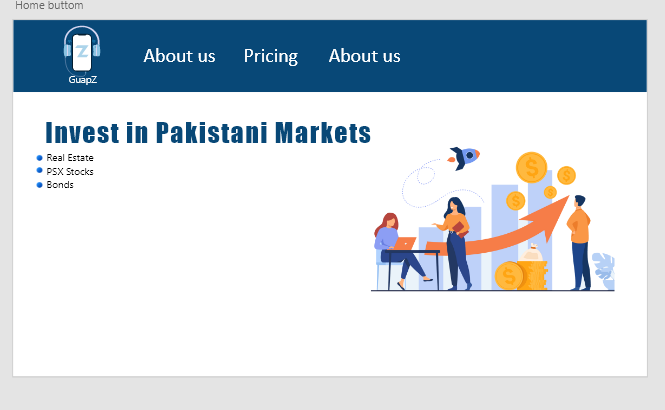 Home buttom
Z
GuapZ
About us Pricing About us
Invest in Pakistani Markets
Real Estate
PSX Stocks
Bonds
$
$
$
$
$